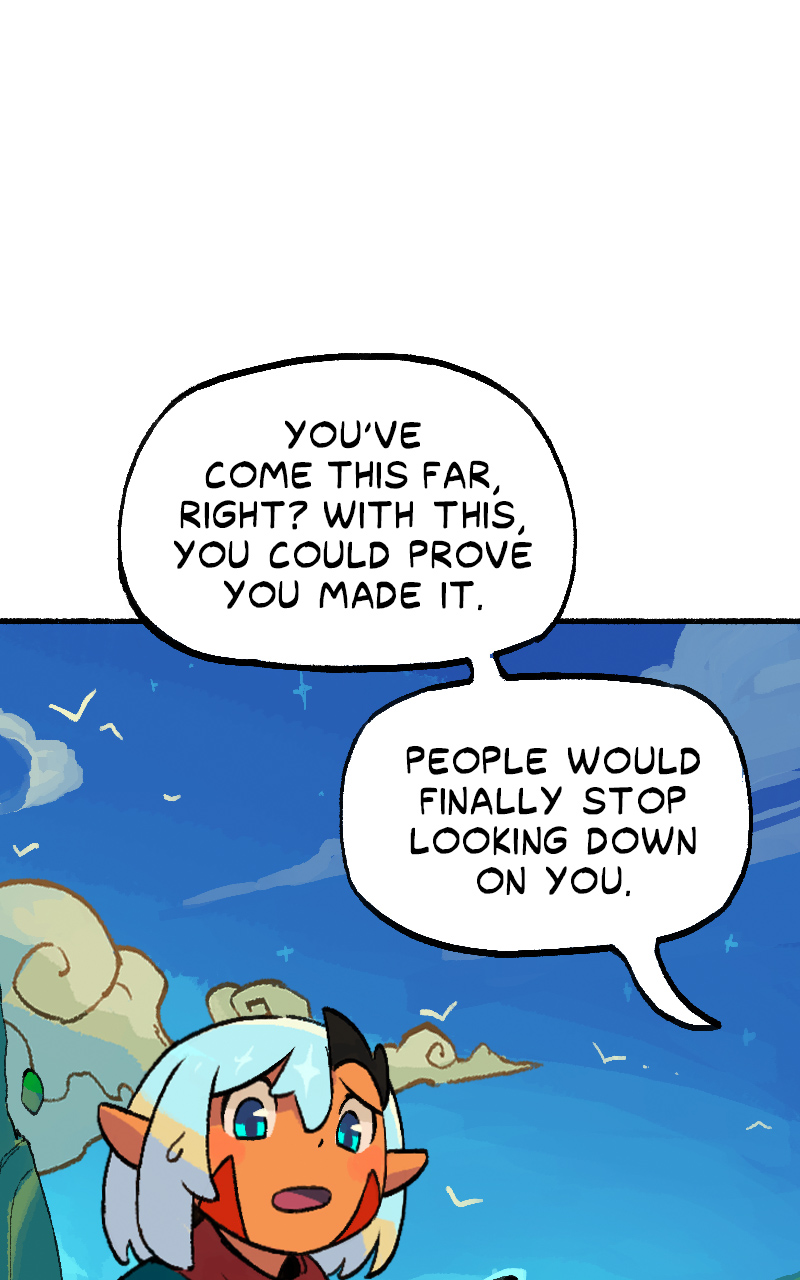 YOU'VE
COME THIS FAR,
RIGHT? WITH THIS,
YOU COULD PROVE
YOU MADE IT.
PEOPLE WOULD
FINALLY STOP
LOOKING DOWN
ON YOU.